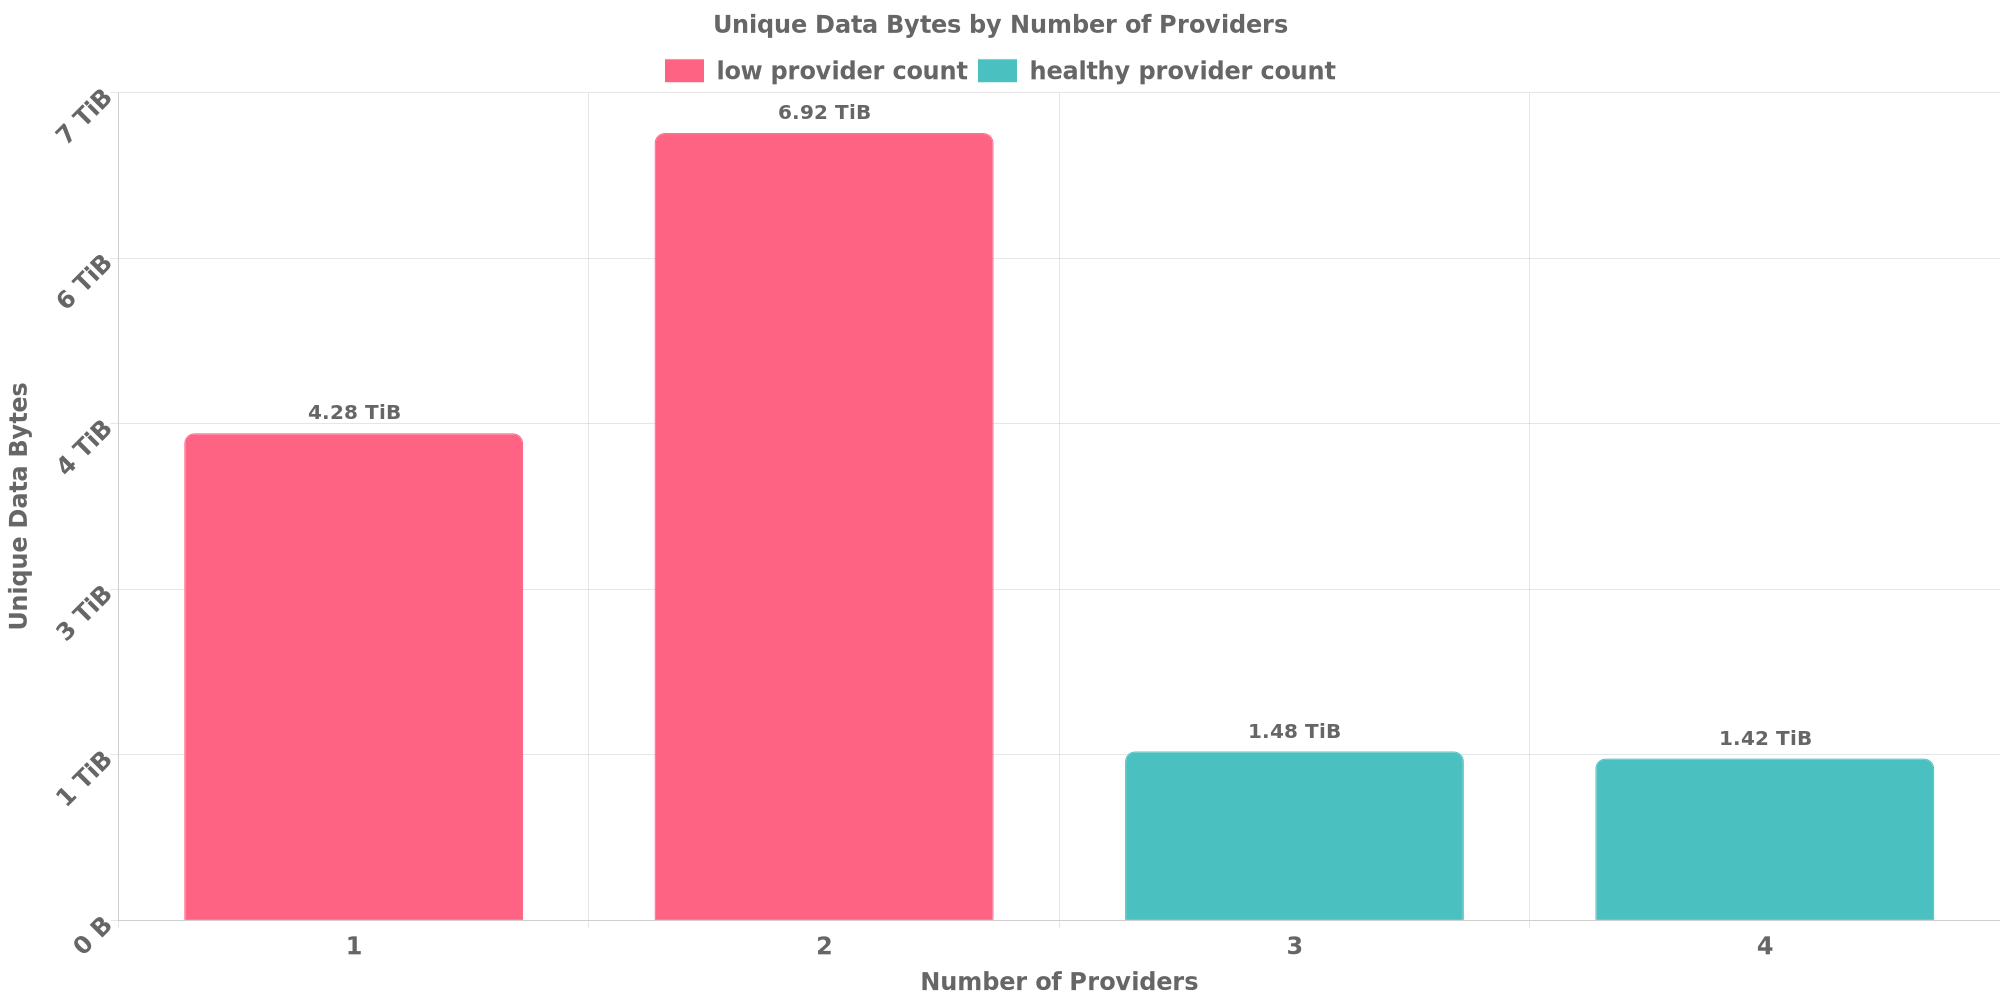 Unique Data Bytes by Number of Providers
low provider count
healthy provider count
7 TiB
6 TiB
4 TiB
3 TiB
1 TiB
0 B
Unique Data Bytes
4.28 TiB
6.92 TiB
1.48 TiB
1.42 TiB
1
2
3
4
Number of Providers